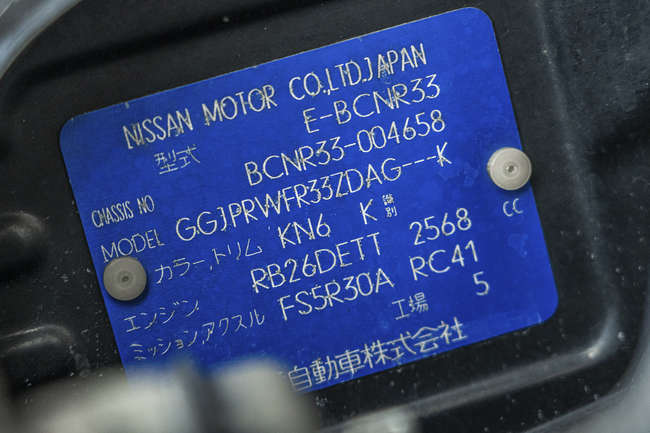 NISSAN MOTOR CO.,LTD.JAPAN
型式 E-BCNR33
CHASSIS NO BCNR33-004658
MODEL GGJPRWFR33ZDAG---K
カラー,トリム KN6 K 識別
エンジン RB26DETT 2568 CC
ミッション,アクスル FS5R30A RC41
工場 5
自動車株式会社